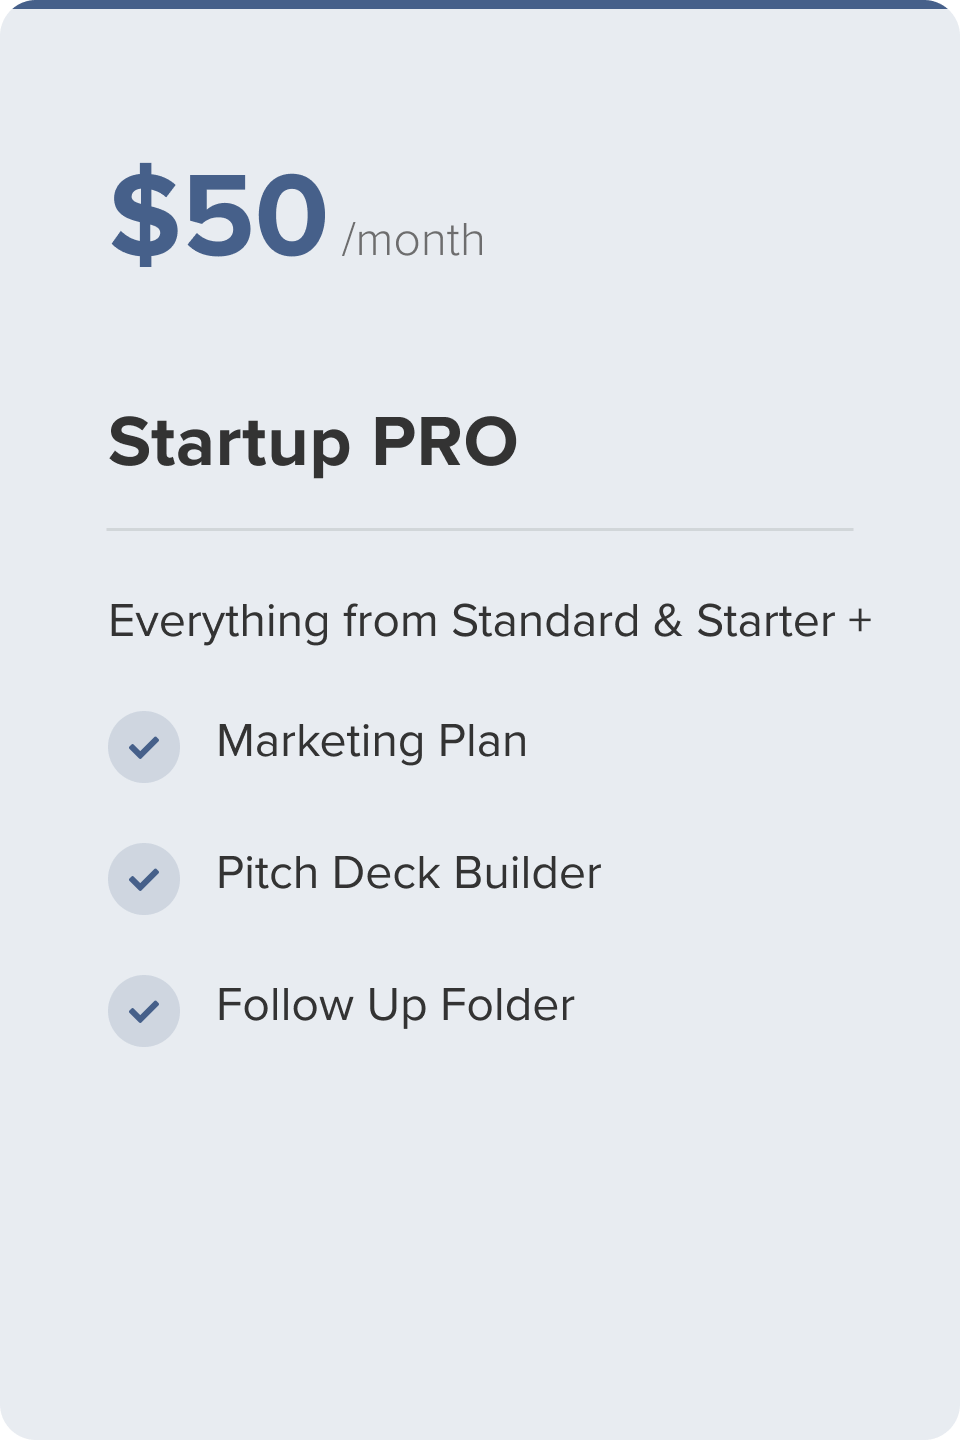 $50 /month
Startup PRO
Everything from Standard & Starter +
Marketing Plan
Pitch Deck Builder
Follow Up Folder